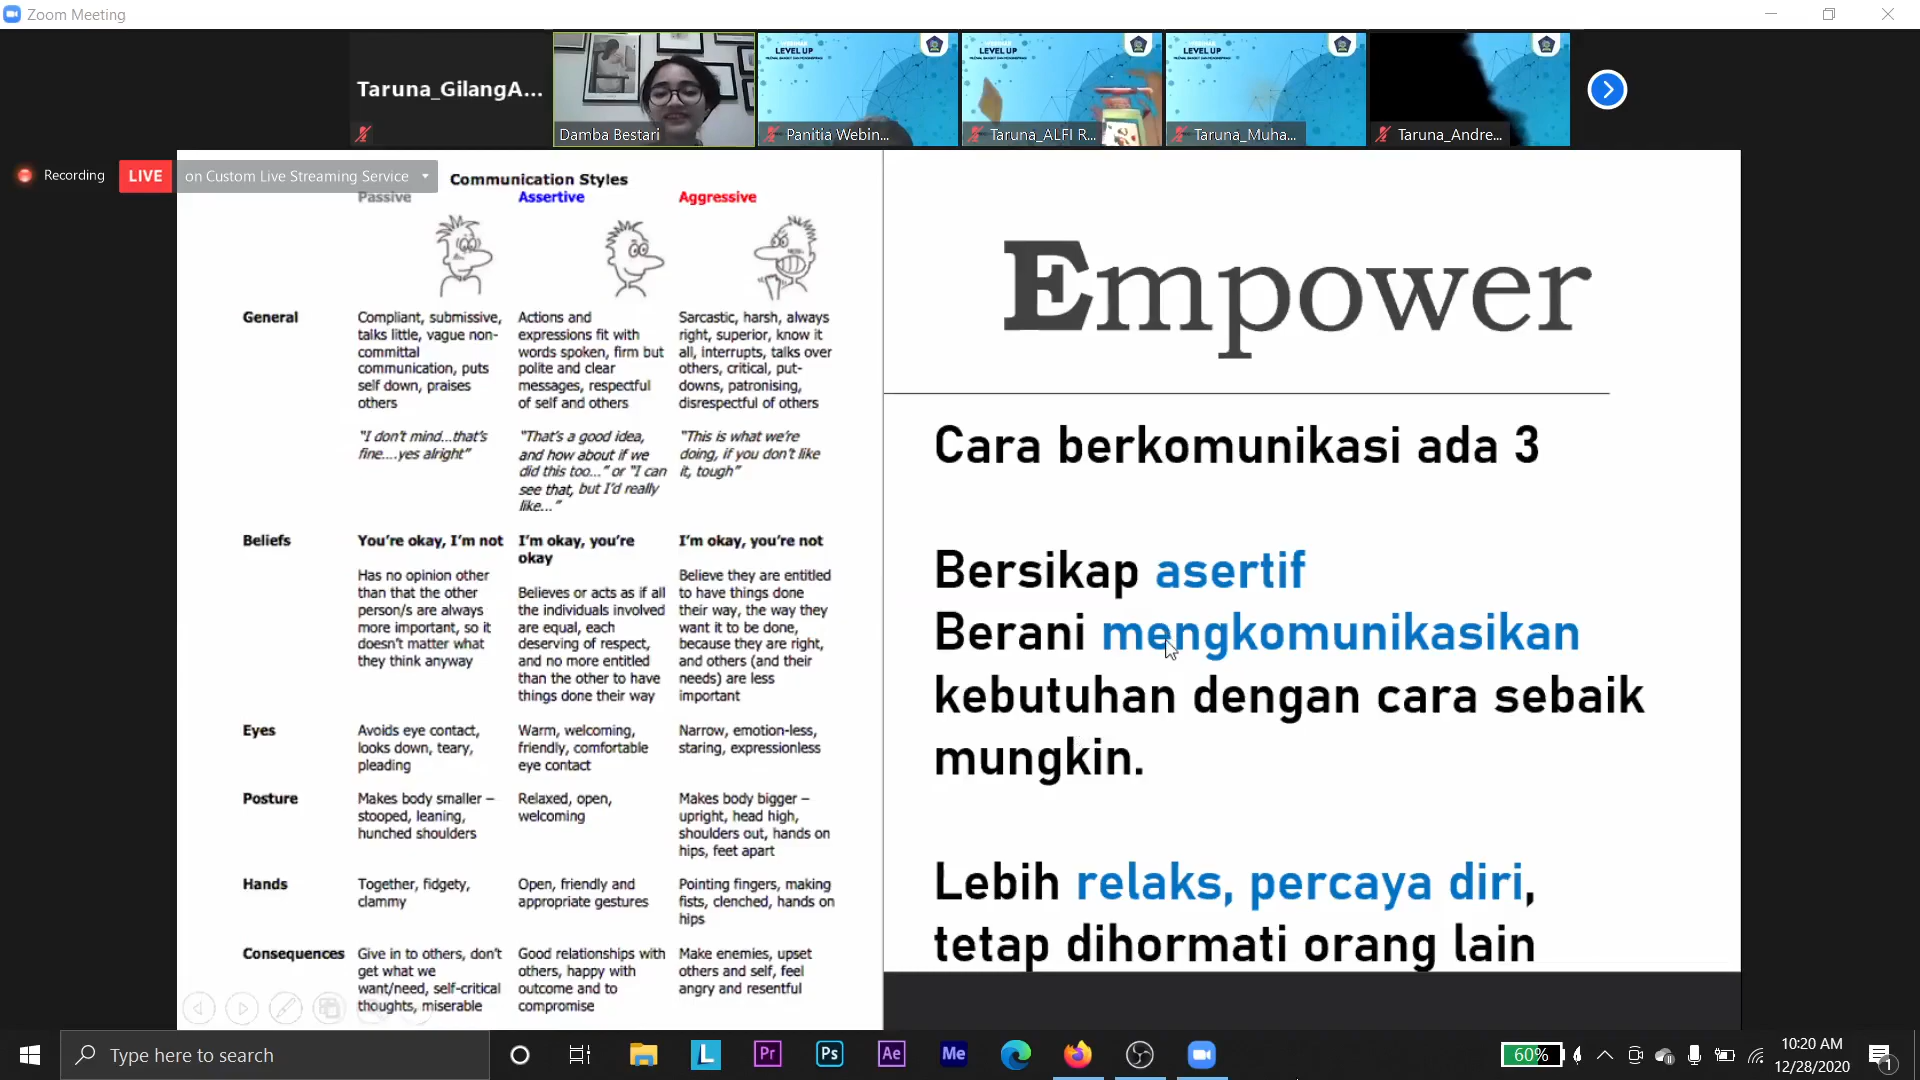 Zoom Meeting
Taruna_GilangA...
Damba Bestari
LEVEL UP
Panitia Webin...
LEVEL UP
Taruna_ALFI R...
LEVEL UP
Taruna_Muha...
Taruna_Andre...
Recording
LIVE
on Custom Live Streaming Service
Communication Styles
Passive
Assertive
Aggressive
General
Compliant, submissive,
talks little, vague non-
committal
communication, puts
self down, praises
others
"I don't mind...that's
fine....yes alright"
Actions and
expressions fit with
words spoken, firm but
polite and clear
messages, respectful
of self and others
"That's a good idea,
and how about if we
did this too..." or "I can
see that, but I'd really
like..."
Sarcastic, harsh, always
right, superior, know it
all, interrupts, talks over
others, critical, put-
downs, patronising,
disrespectful of others
"This is what we're
doing, if you don't like
it, tough"
Beliefs
You're okay, I'm not
Has no opinion other
than that the other
person/s are always
more important, so it
doesn't matter what
they think anyway
I'm okay, you're
okay
Believes or acts as if all
the individuals involved
are equal, each
deserving of respect,
and no more entitled
than the other to have
things done their way
I'm okay, you're not
Believe they are entitled
to have things done
their way, the way they
want it to be done,
because they are right,
and others (and their
needs) are less
important
Eyes
Avoids eye contact,
looks down, teary,
pleading
Warm, welcoming,
friendly, comfortable
eye contact
Narrow, emotion-less,
staring, expressionless
Posture
Makes body smaller –
stooped, leaning,
hunched shoulders
Relaxed, open,
welcoming
Makes body bigger –
upright, head high,
shoulders out, hands on
hips, feet apart
Hands
Together, fidgety,
clammy
Open, friendly and
appropriate gestures
Pointing fingers, making
fists, clenched, hands on
hips
Consequences
Give in to others, don't
get what we
want/need, self-critical
thoughts, miserable
Good relationships with
others, happy with
outcome and to
compromise
Make enemies, upset
others and self, feel
angry and resentful
Empower
Cara berkomunikasi ada 3
Bersikap asertif
Berani mengkomunikasikan
kebutuhan dengan cara sebaik
mungkin.
Lebih relaks, percaya diri,
tetap dihormati orang lain
Type here to search
L
Pr
Ps
Ae
Me
60%
10:20 AM
12/28/2020
1